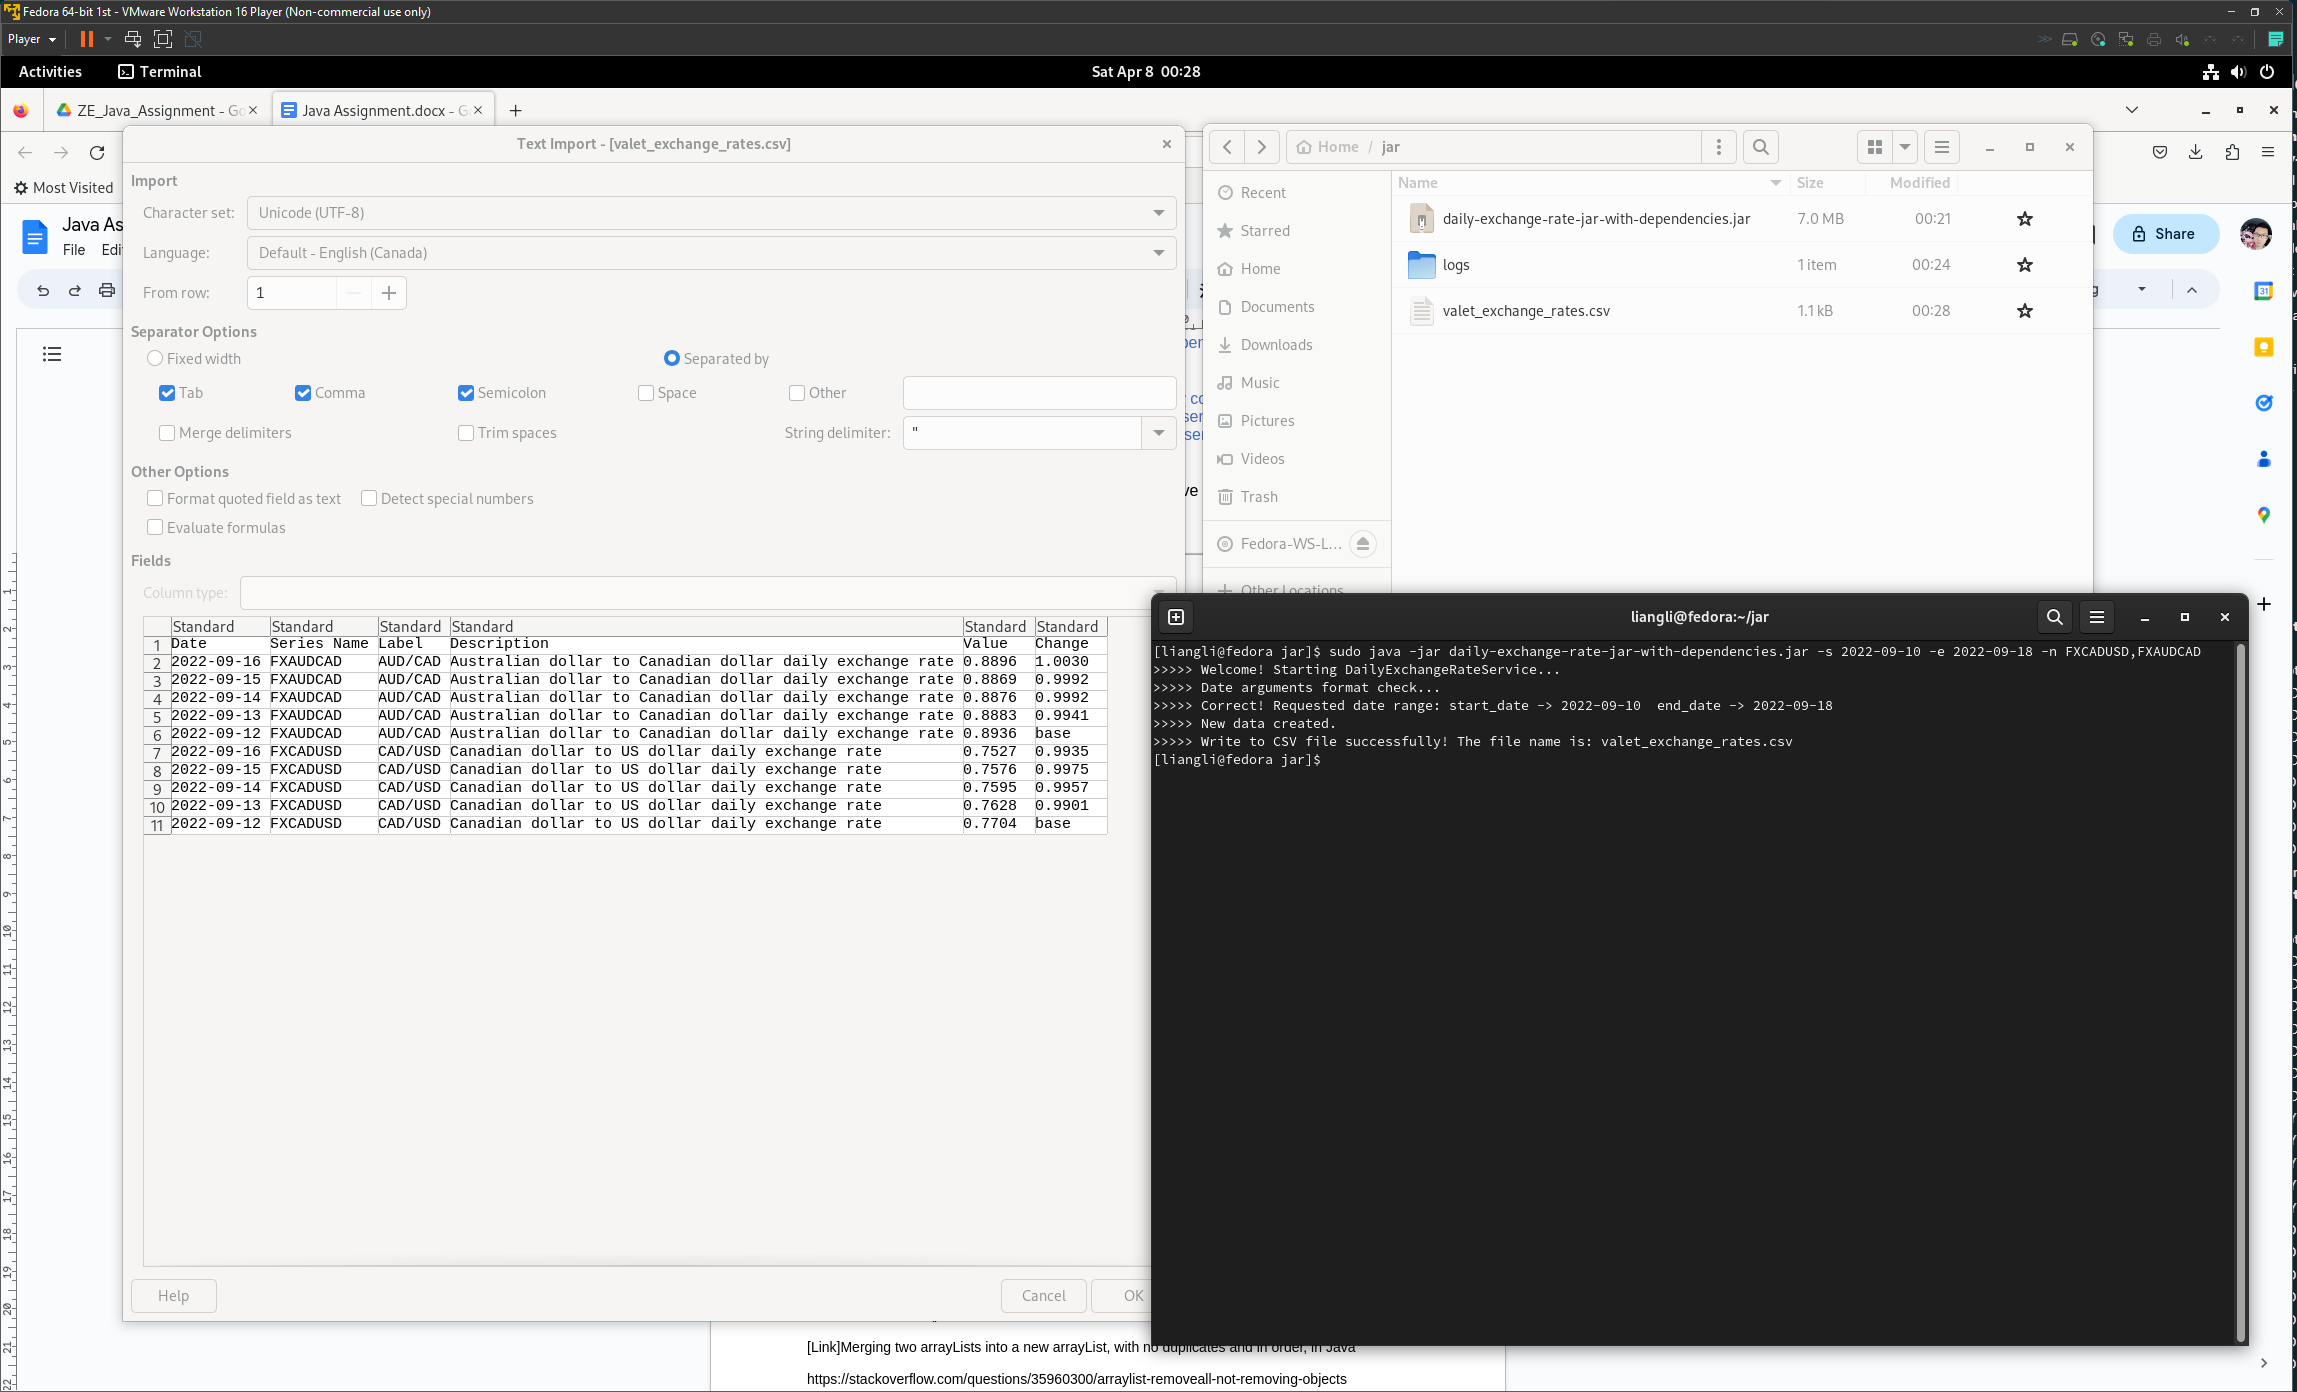 Fedora 64-bit 1st - VMware Workstation 16 Player (Non-commercial use only)
Player
Activities
Terminal
Sat Apr 8 00:28
ZE_Java_Assignment - Go
Java Assignment.docx - G
Most Visited
Java As
File
Edi
Share
Text Import - [valet_exchange_rates.csv]
Import
Character set: Unicode (UTF-8)
Language: Default - English (Canada)
From row: 1
Separator Options
Fixed width
Separated by
Tab
Comma
Semicolon
Space
Other
Merge delimiters
Trim spaces
String delimiter: "
Other Options
Format quoted field as text
Detect special numbers
Evaluate formulas
Fields
Column type:
Standard Standard Standard Standard Standard Standard
1 Date Series Name Label Description Value Change
2 2022-09-16 FXAUDCAD AUD/CAD Australian dollar to Canadian dollar daily exchange rate 0.8896 1.0030
3 2022-09-15 FXAUDCAD AUD/CAD Australian dollar to Canadian dollar daily exchange rate 0.8869 0.9992
4 2022-09-14 FXAUDCAD AUD/CAD Australian dollar to Canadian dollar daily exchange rate 0.8876 0.9992
5 2022-09-13 FXAUDCAD AUD/CAD Australian dollar to Canadian dollar daily exchange rate 0.8883 0.9941
6 2022-09-12 FXAUDCAD AUD/CAD Australian dollar to Canadian dollar daily exchange rate 0.8936 base
7 2022-09-16 FXCADUSD CAD/USD Canadian dollar to US dollar daily exchange rate 0.7527 0.9935
8 2022-09-15 FXCADUSD CAD/USD Canadian dollar to US dollar daily exchange rate 0.7576 0.9975
9 2022-09-14 FXCADUSD CAD/USD Canadian dollar to US dollar daily exchange rate 0.7595 0.9957
10 2022-09-13 FXCADUSD CAD/USD Canadian dollar to US dollar daily exchange rate 0.7628 0.9901
11 2022-09-12 FXCADUSD CAD/USD Canadian dollar to US dollar daily exchange rate 0.7704 base
Help
Cancel
OK
Home / jar
Name Size Modified
daily-exchange-rate-jar-with-dependencies.jar 7.0 MB 00:21
logs 1 item 00:24
valet_exchange_rates.csv 1.1 kB 00:28
Recent
Starred
Home
Documents
Downloads
Music
Pictures
Videos
Trash
Fedora-WS-L...
Other Locations
liangli@fedora:~/jar
[liangli@fedora jar]$ sudo java -jar daily-exchange-rate-jar-with-dependencies.jar -s 2022-09-10 -e 2022-09-18 -n FXCADUSD,FXAUDCAD
>>>>> Welcome! Starting DailyExchangeRateService...
>>>>> Date arguments format check...
>>>>> Correct! Requested date range: start_date -> 2022-09-10  end_date -> 2022-09-18
>>>>> New data created.
>>>>> Write to CSV file successfully! The file name is: valet_exchange_rates.csv
[liangli@fedora jar]$
[Link]Merging two arrayLists into a new arrayList, with no duplicates and in order, in Java
https://stackoverflow.com/questions/35960300/arraylist-removeall-not-removing-objects